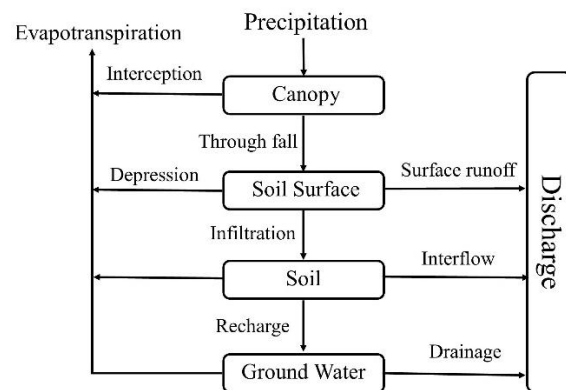 Precipitation
Evapotranspiration
Interception
Canopy
Through fall
Depression
Soil Surface
Surface runoff
Infiltration
Soil
Interflow
Recharge
Ground Water
Drainage
Discharge